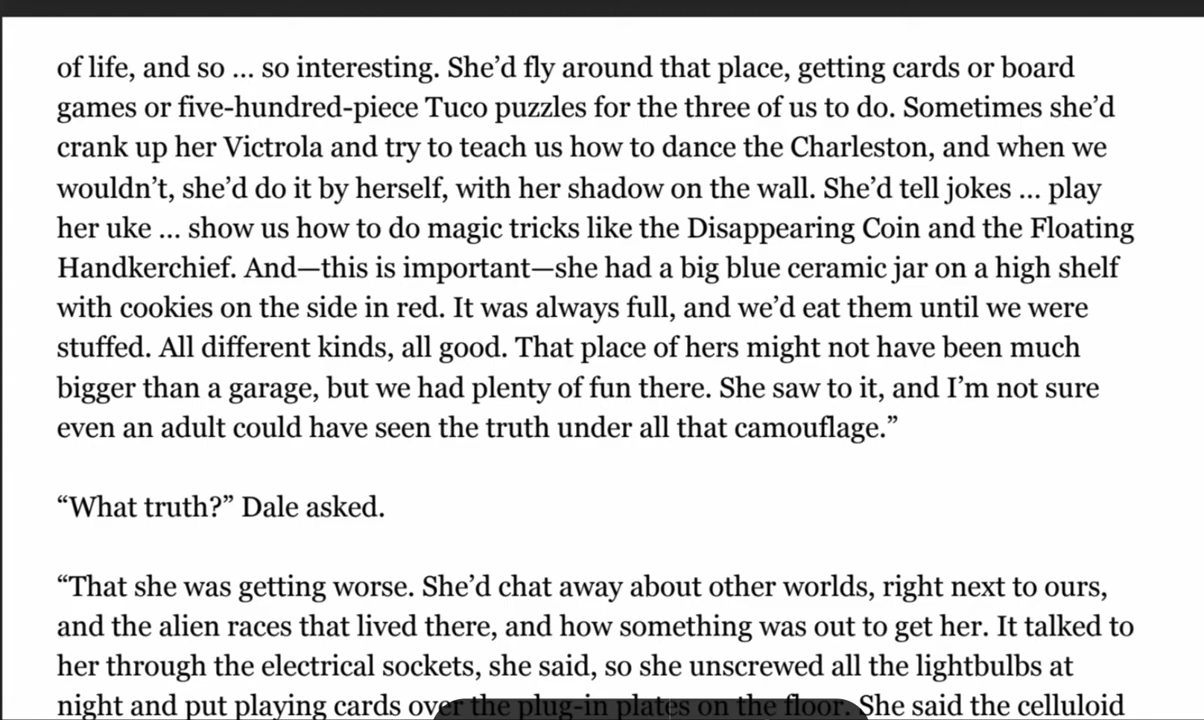 of life, and so … so interesting. She’d fly around that place, getting cards or board
games or five-hundred-piece Tuco puzzles for the three of us to do. Sometimes she’d
crank up her Victrola and try to teach us how to dance the Charleston, and when we
wouldn’t, she’d do it by herself, with her shadow on the wall. She’d tell jokes … play
her uke … show us how to do magic tricks like the Disappearing Coin and the Floating
Handkerchief. And—this is important—she had a big blue ceramic jar on a high shelf
with cookies on the side in red. It was always full, and we’d eat them until we were
stuffed. All different kinds, all good. That place of hers might not have been much
bigger than a garage, but we had plenty of fun there. She saw to it, and I’m not sure
even an adult could have seen the truth under all that camouflage.”
“What truth?” Dale asked.
“That she was getting worse. She’d chat away about other worlds, right next to ours,
and the alien races that lived there, and how something was out to get her. It talked to
her through the electrical sockets, she said, so she unscrewed all the lightbulbs at
night and put playing cards over the plug-in plates on the floor. She said the celluloid